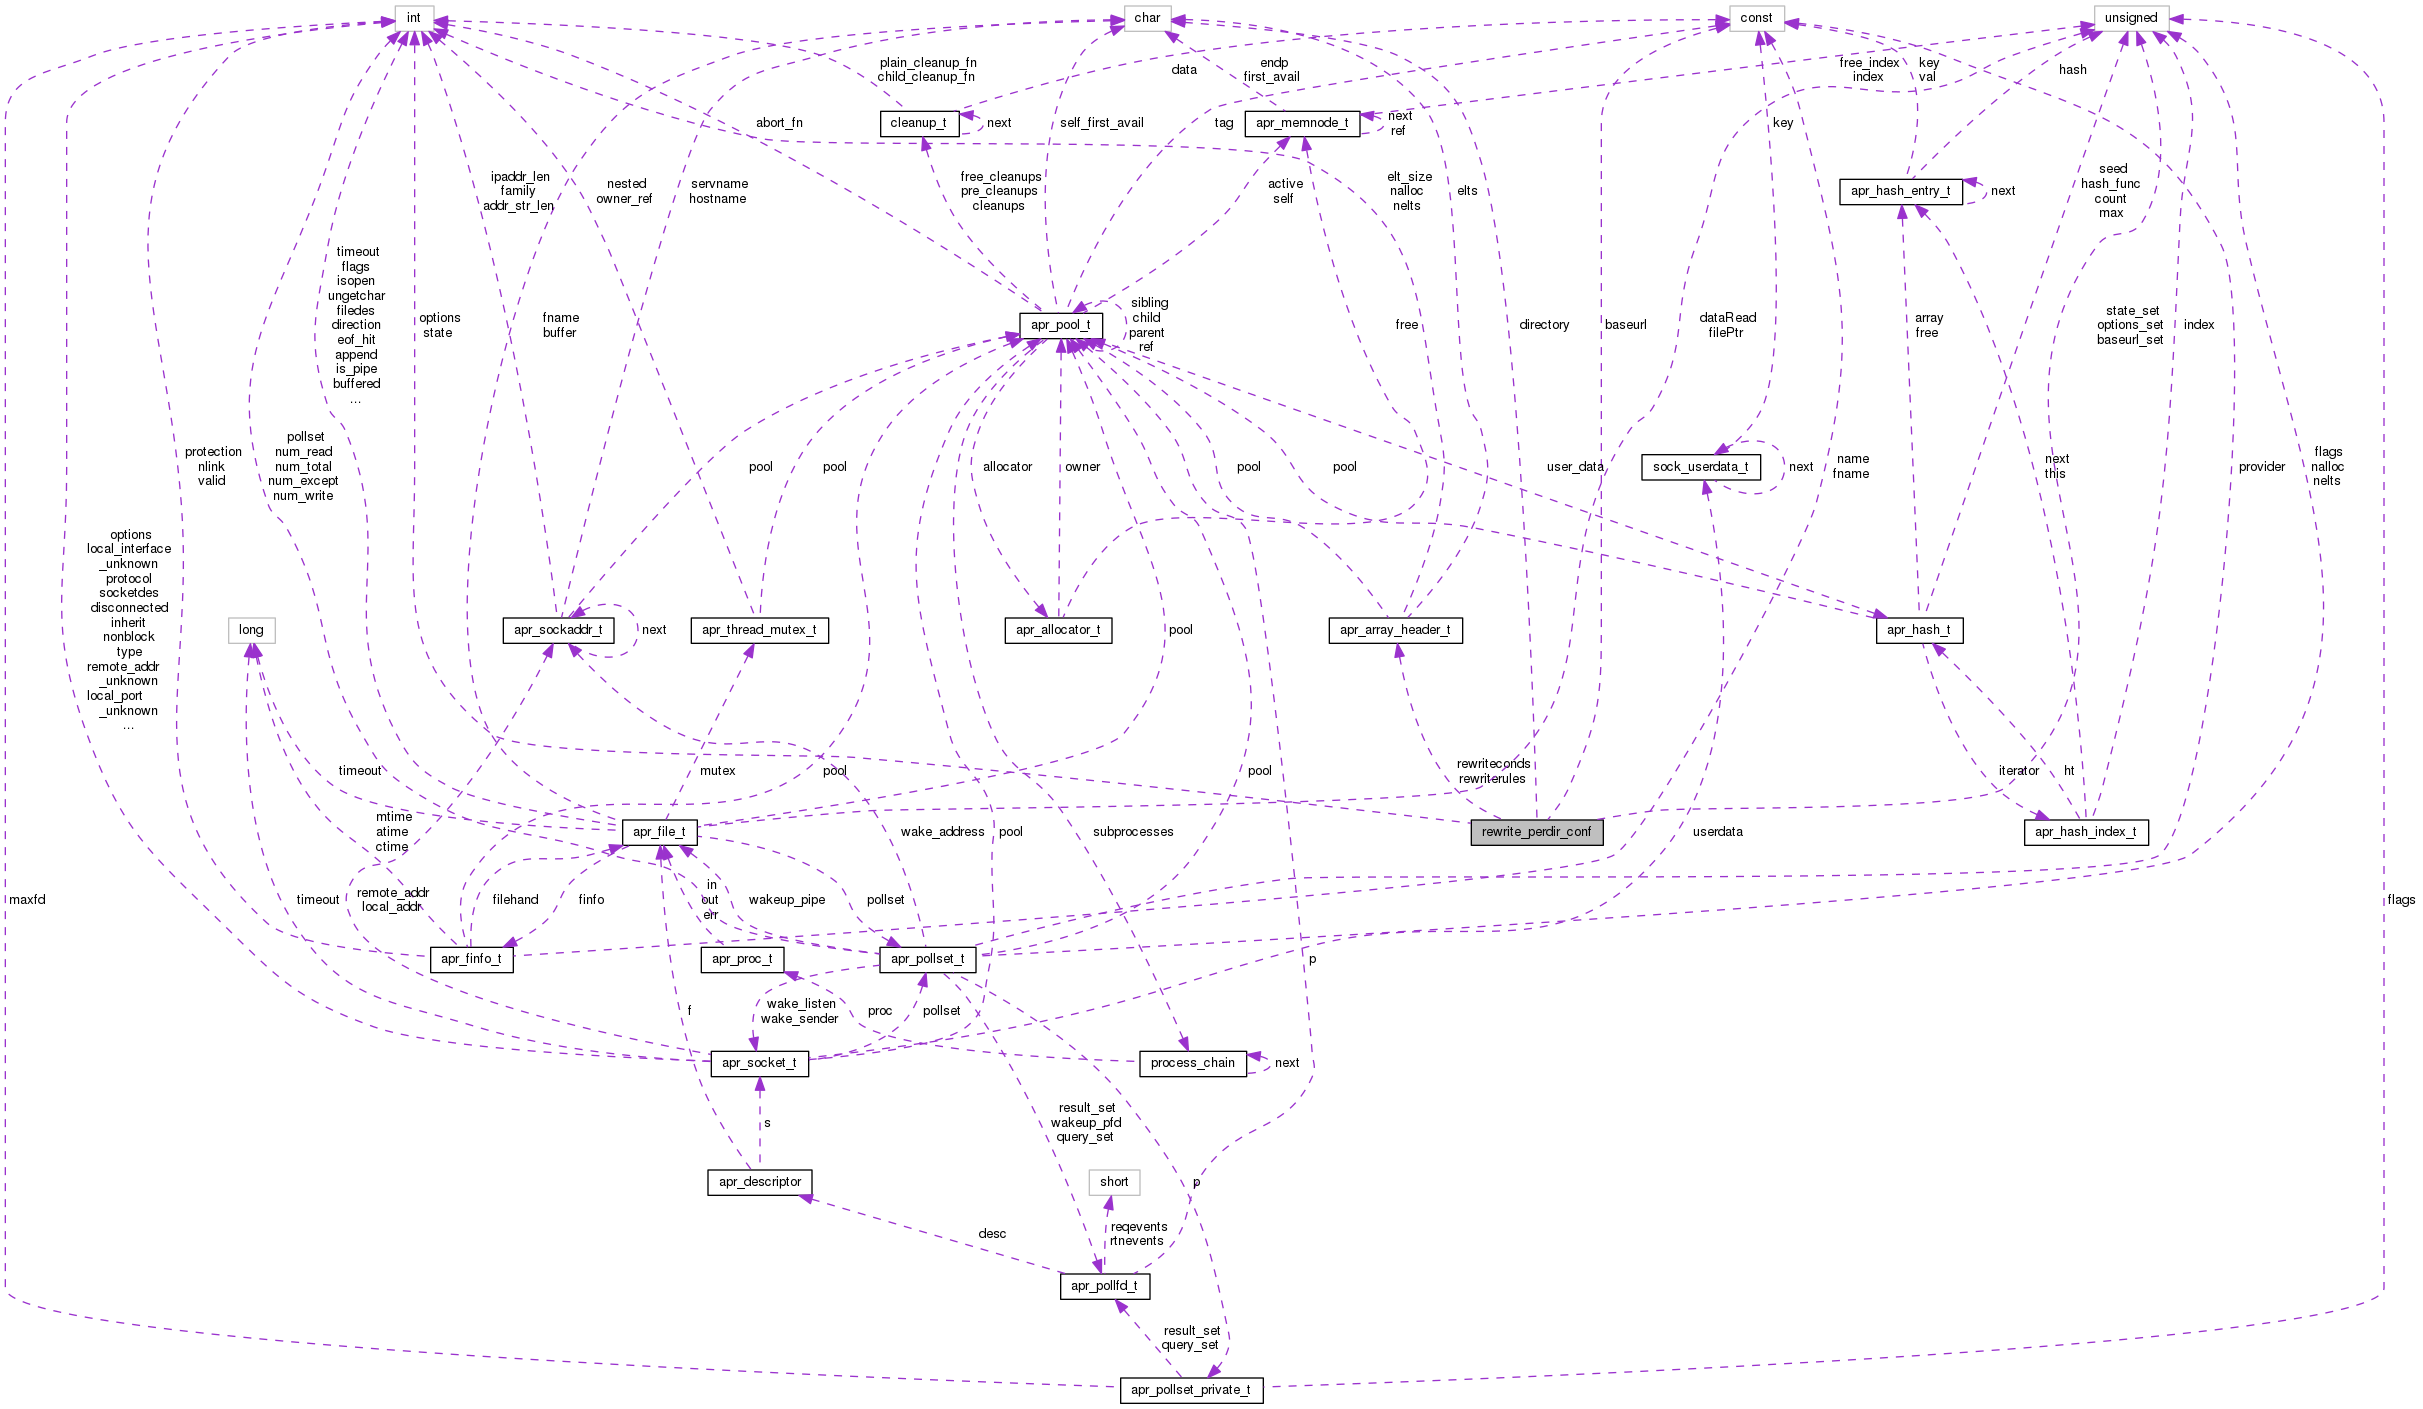 int
char
const
unsigned
plain_cleanup_fn
child_cleanup_fn
data
endp
first_avail
free_index
index
key
val
hash
cleanup_t
next
abort_fn
self_first_avail
tag
apr_memnode_t
next
ref
key
apr_hash_entry_t
next
ipaddr_len
family
addr_str_len
nested
owner_ref
servname
hostname
free_cleanups
pre_cleanups
cleanups
active
self
elt_size
nalloc
nelts
elts
seed
hash_func
count
max
timeout
flags
isopen
ungetchar
filedes
direction
eof_hit
append
is_pipe
buffered
...
options
state
fname
buffer
apr_pool_t
sibling
child
parent
ref
free
directory
baseurl
dataRead
filePtr
array
free
state_set
options_set
baseurl_set
index
protection
nlink
valid
pollset
num_read
num_total
num_except
num_write
pool
pool
allocator
owner
pool
pool
user_data
sock_userdata_t
next
name
fname
next
this
provider
flags
nalloc
nelts
options
local_interface
_unknown
protocol
socketdes
disconnected
inherit
nonblock
type
remote_addr
_unknown
local_port
_unknown
...
long
apr_sockaddr_t
next
apr_thread_mutex_t
apr_allocator_t
pool
apr_array_header_t
apr_hash_t
timeout
mutex
pool
pool
rewriteconds
rewriterules
iterator
ht
mtime
atime
ctime
apr_file_t
wake_address
pool
subprocesses
rewrite_perdir_conf
userdata
apr_hash_index_t
maxfd
timeout
remote_addr
local_addr
filehand
finfo
in
out
err
wakeup_pipe
pollset
flags
apr_finfo_t
apr_proc_t
apr_pollset_t
p
f
wake_listen
wake_sender
proc
pollset
apr_socket_t
process_chain
next
s
result_set
wakeup_pfd
query_set
apr_descriptor
short
p
desc
reqevents
rtnevents
apr_pollfd_t
result_set
query_set
apr_pollset_private_t